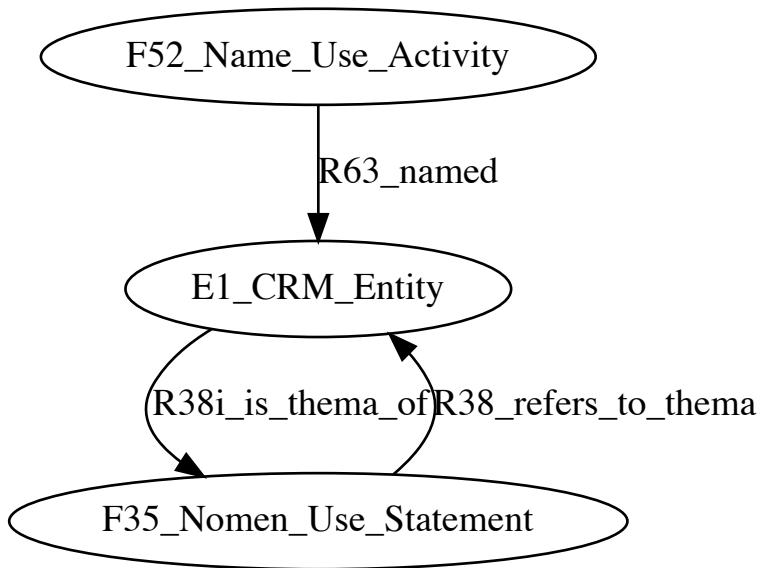 F52_Name_Use_Activity
R63_named
E1_CRM_Entity
R38i_is_thema_of
R38_refers_to_thema
F35_Nomen_Use_Statement